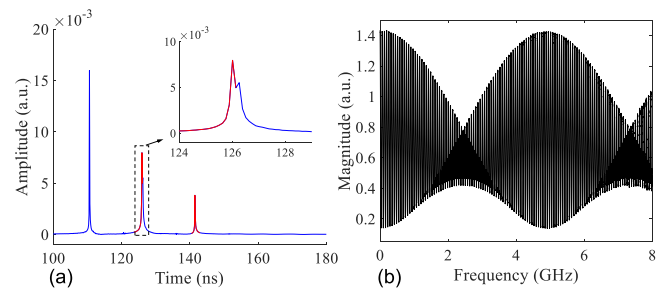 ×10⁻³
20
15
10
5
0
Amplitude (a.u.)
100 120 140 160 180
Time (ns)
(a)
×10⁻³
10
5
0
124 126 128
1.4
1.2
1
0.8
0.6
0.4
0.2
Magnitude (a.u.)
0 2 4 6 8
Frequency (GHz)
(b)